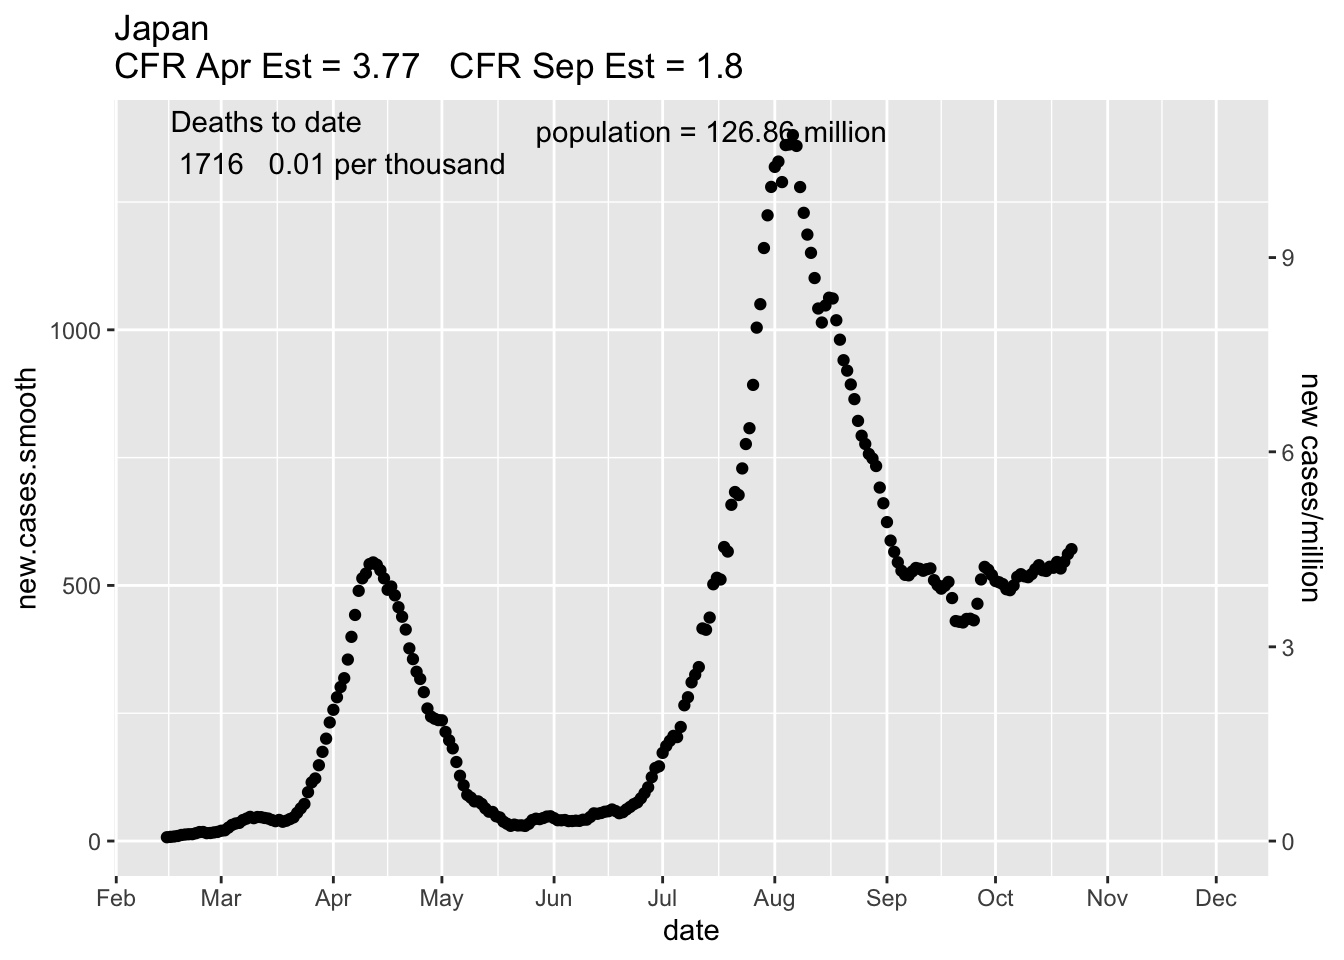 Japan
CFR Apr Est = 3.77   CFR Sep Est = 1.8
Deaths to date
1716   0.01 per thousand
population = 126.86 million
new.cases.smooth
1000
500
0
9
6
3
0
new cases/million
Feb Mar Apr May Jun Jul Aug Sep Oct Nov Dec
date